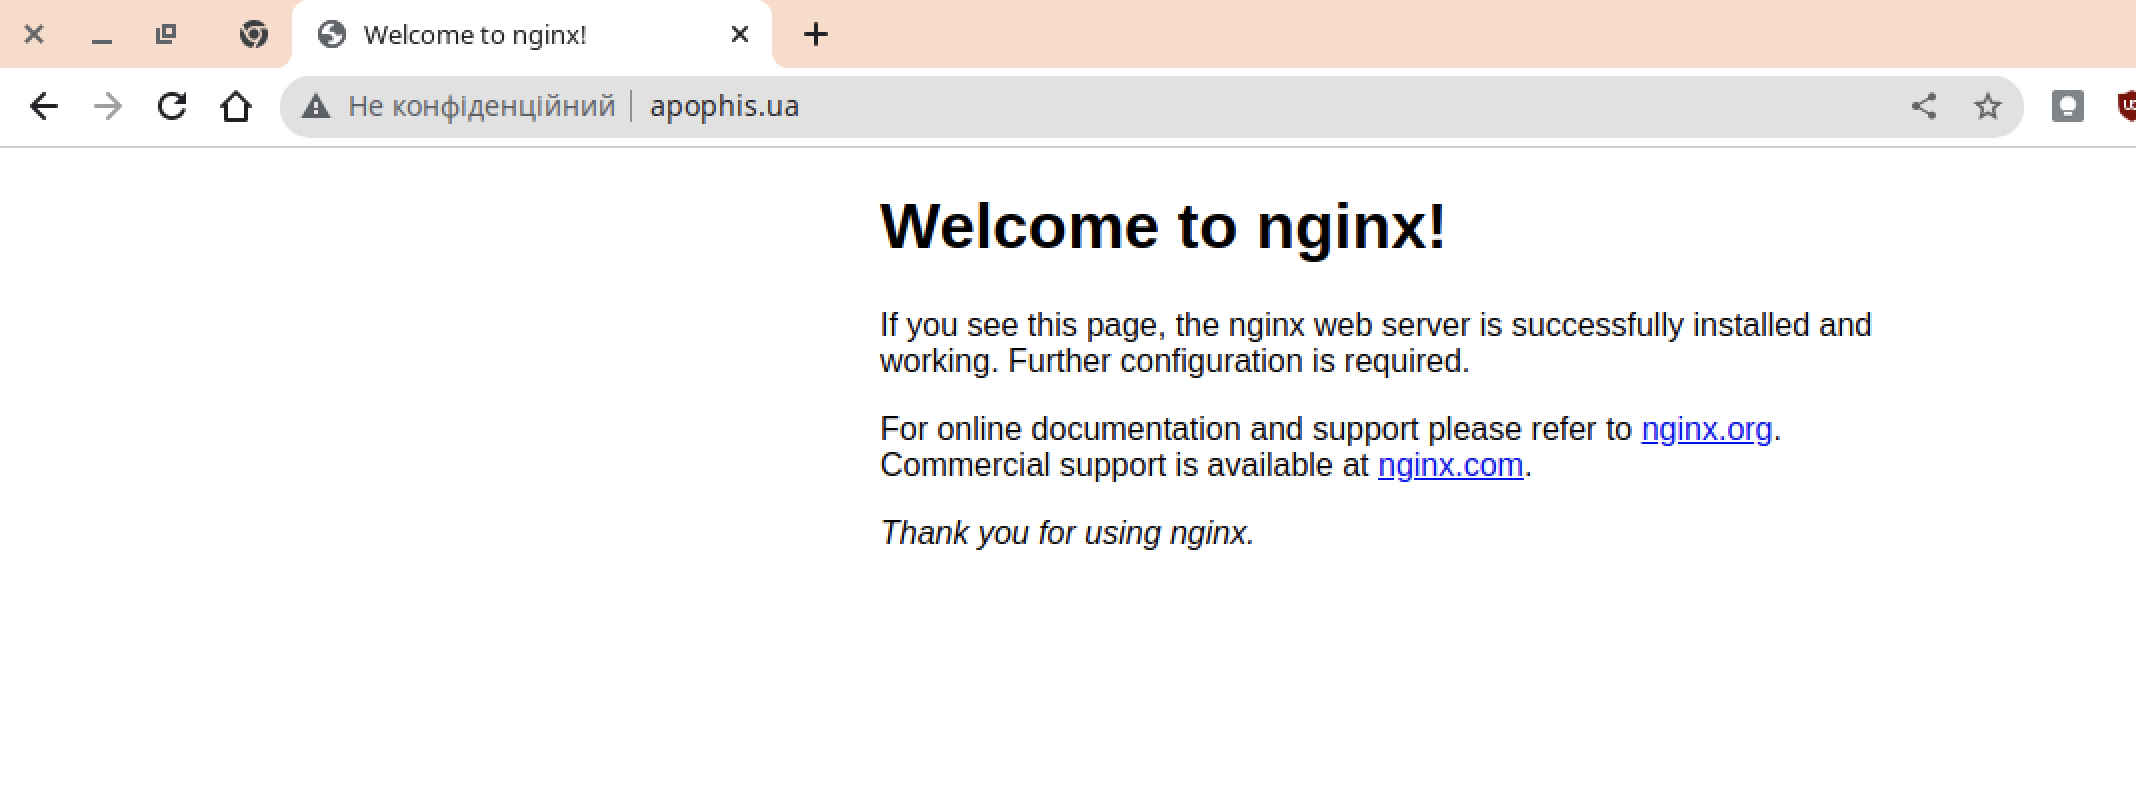 Welcome to nginx!
Не конфіденційний | apophis.ua
Welcome to nginx!
If you see this page, the nginx web server is successfully installed and
working. Further configuration is required.
For online documentation and support please refer to nginx.org.
Commercial support is available at nginx.com.
Thank you for using nginx.